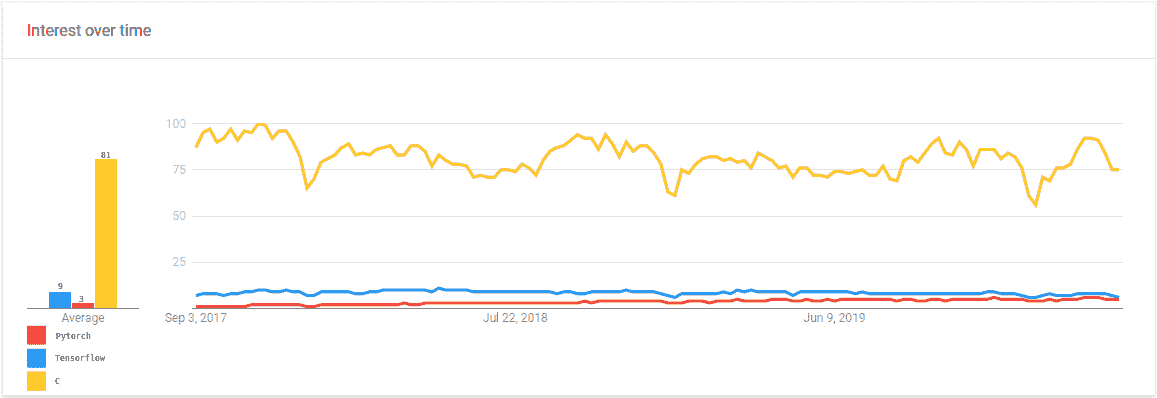 Interest over time
81
9
3
Average
Pytorch
Tensorflow
C
100
75
50
25
Sep 3, 2017 Jul 22, 2018 Jun 9, 2019